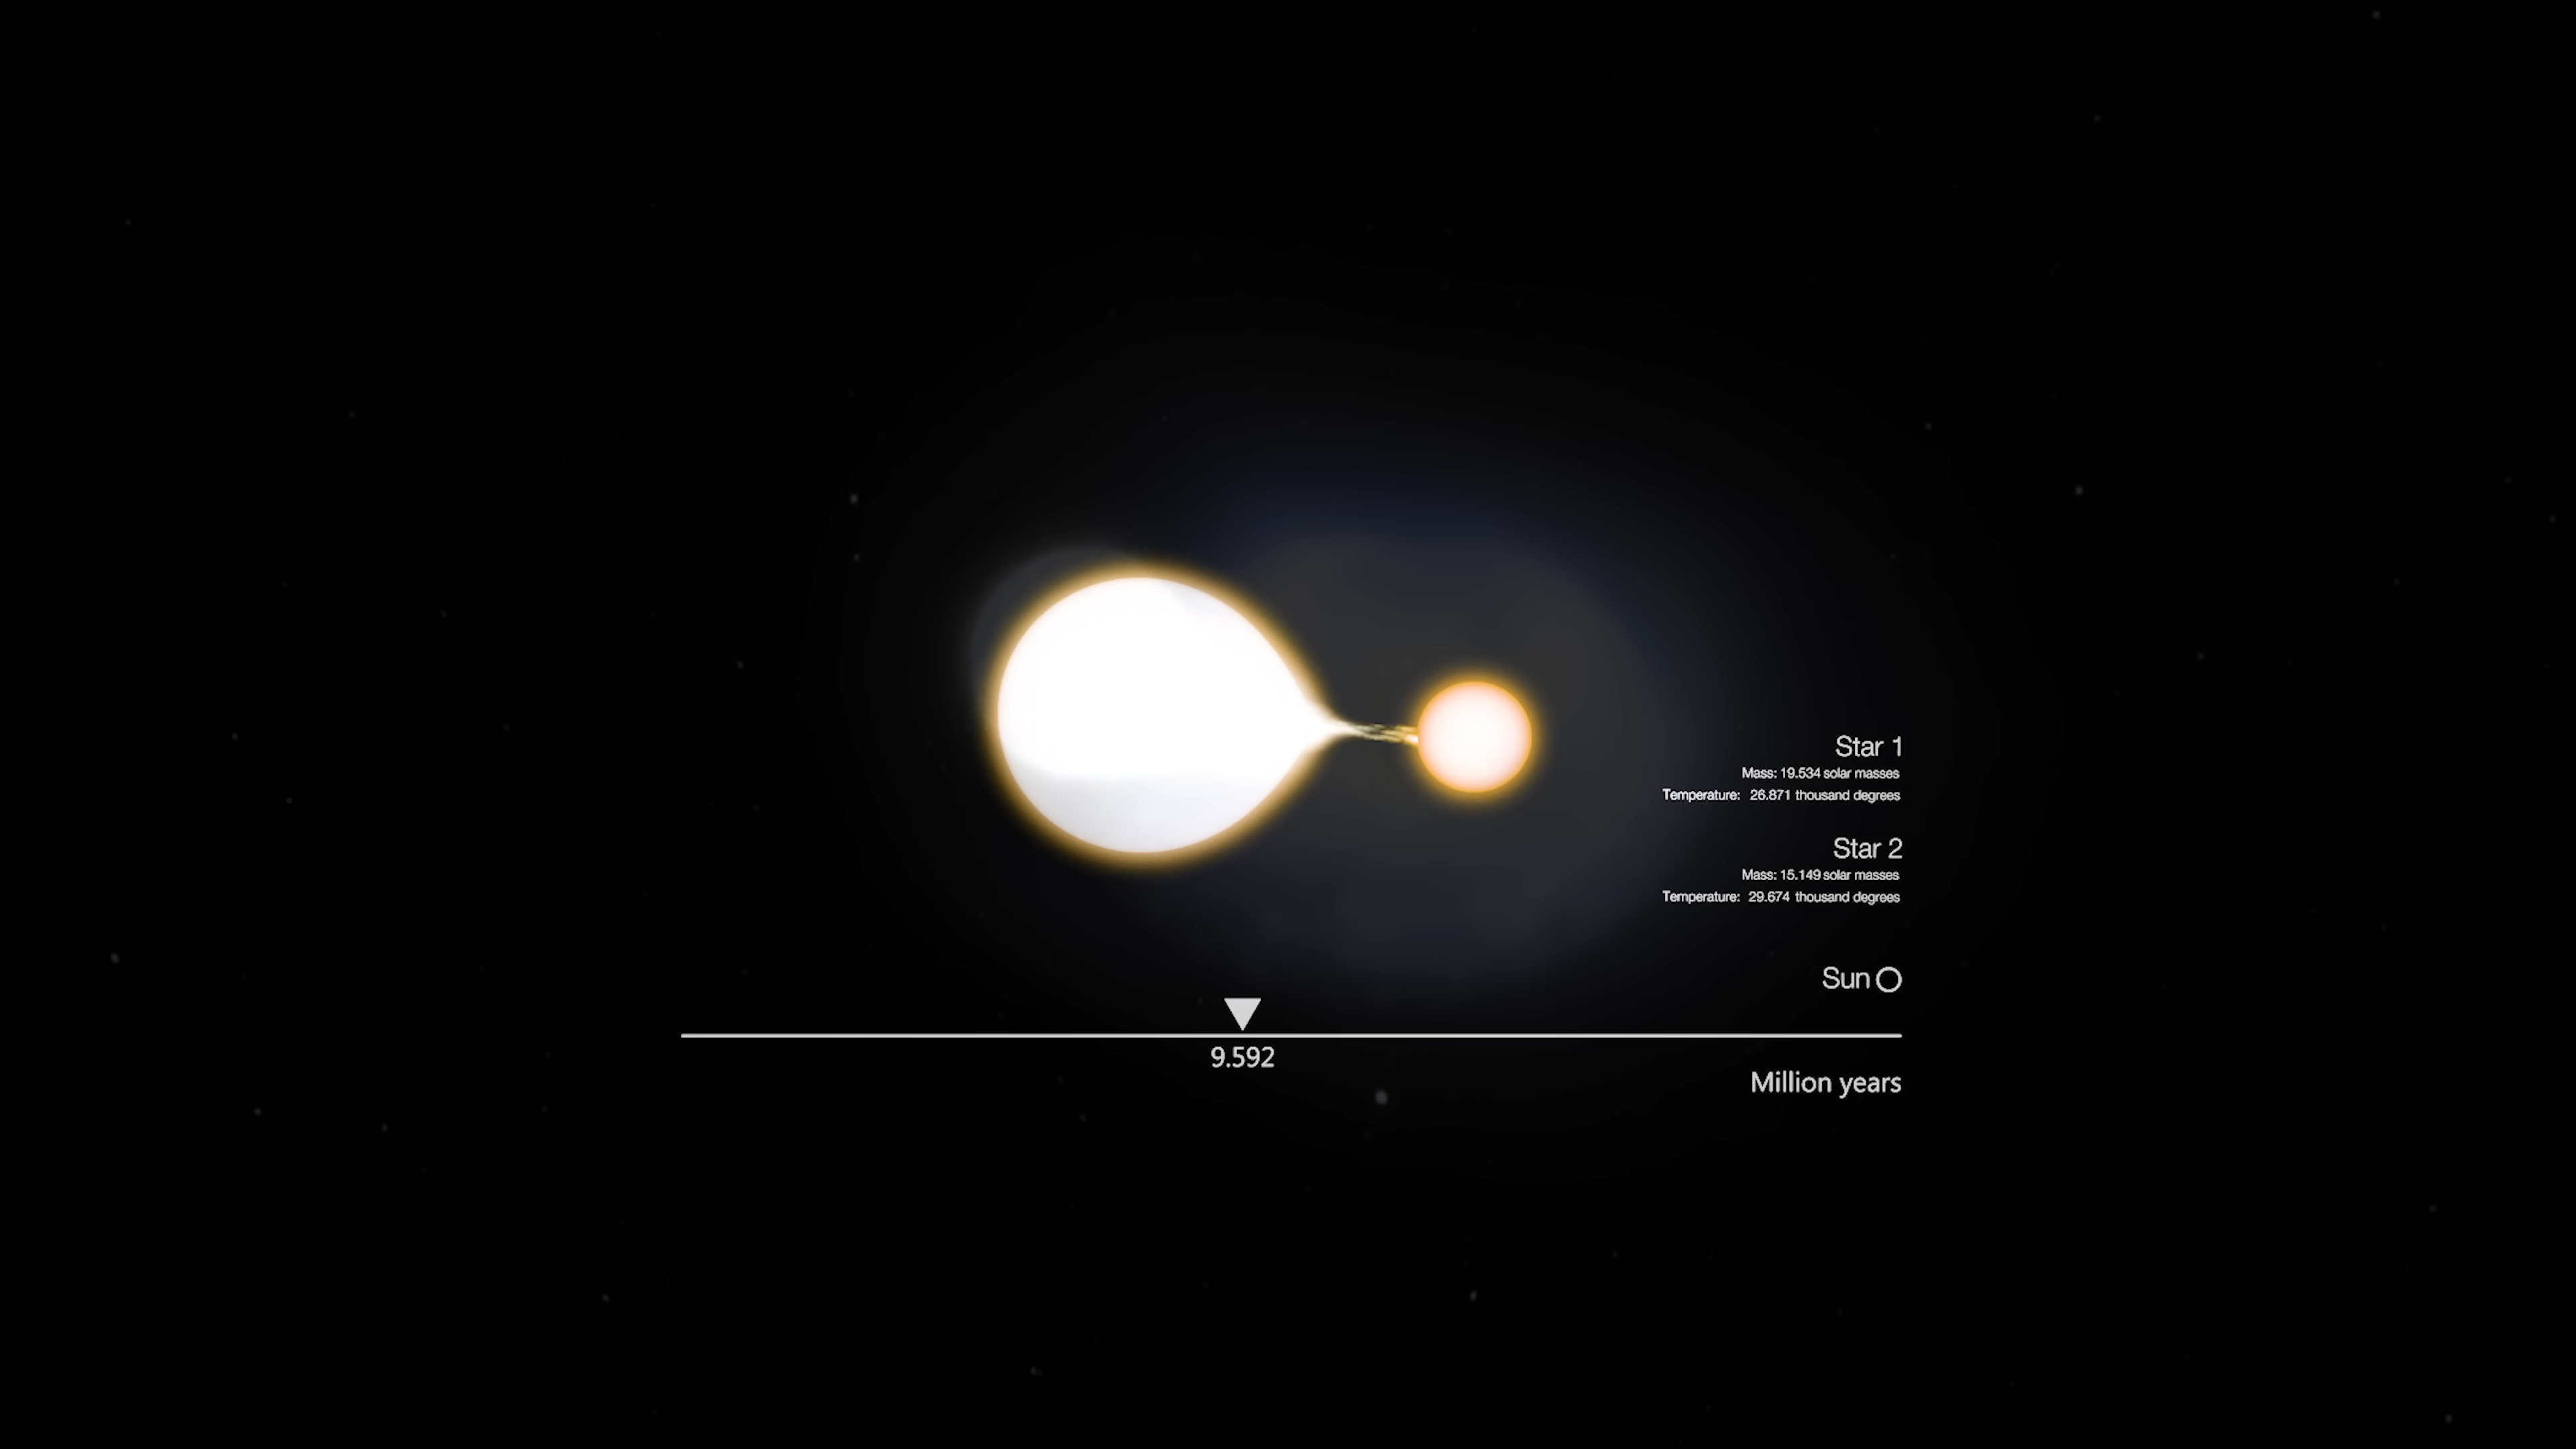 Star 1
Mass: 19.534 solar masses
Temperature: 26.871 thousand degrees
Star 2
Mass: 15.149 solar masses
Temperature: 29.674 thousand degrees
Sun
9.592
Million years